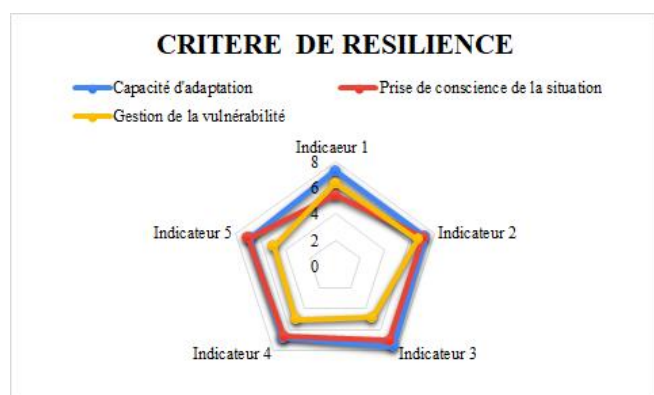 CRITERE DE RESILIENCE
Capacité d'adaptation
Prise de conscience de la situation
Gestion de la vulnérabilité
Indicaeur 1
8
6
4
2
0
Indicateur 5
Indicateur 2
Indicateur 4
Indicateur 3